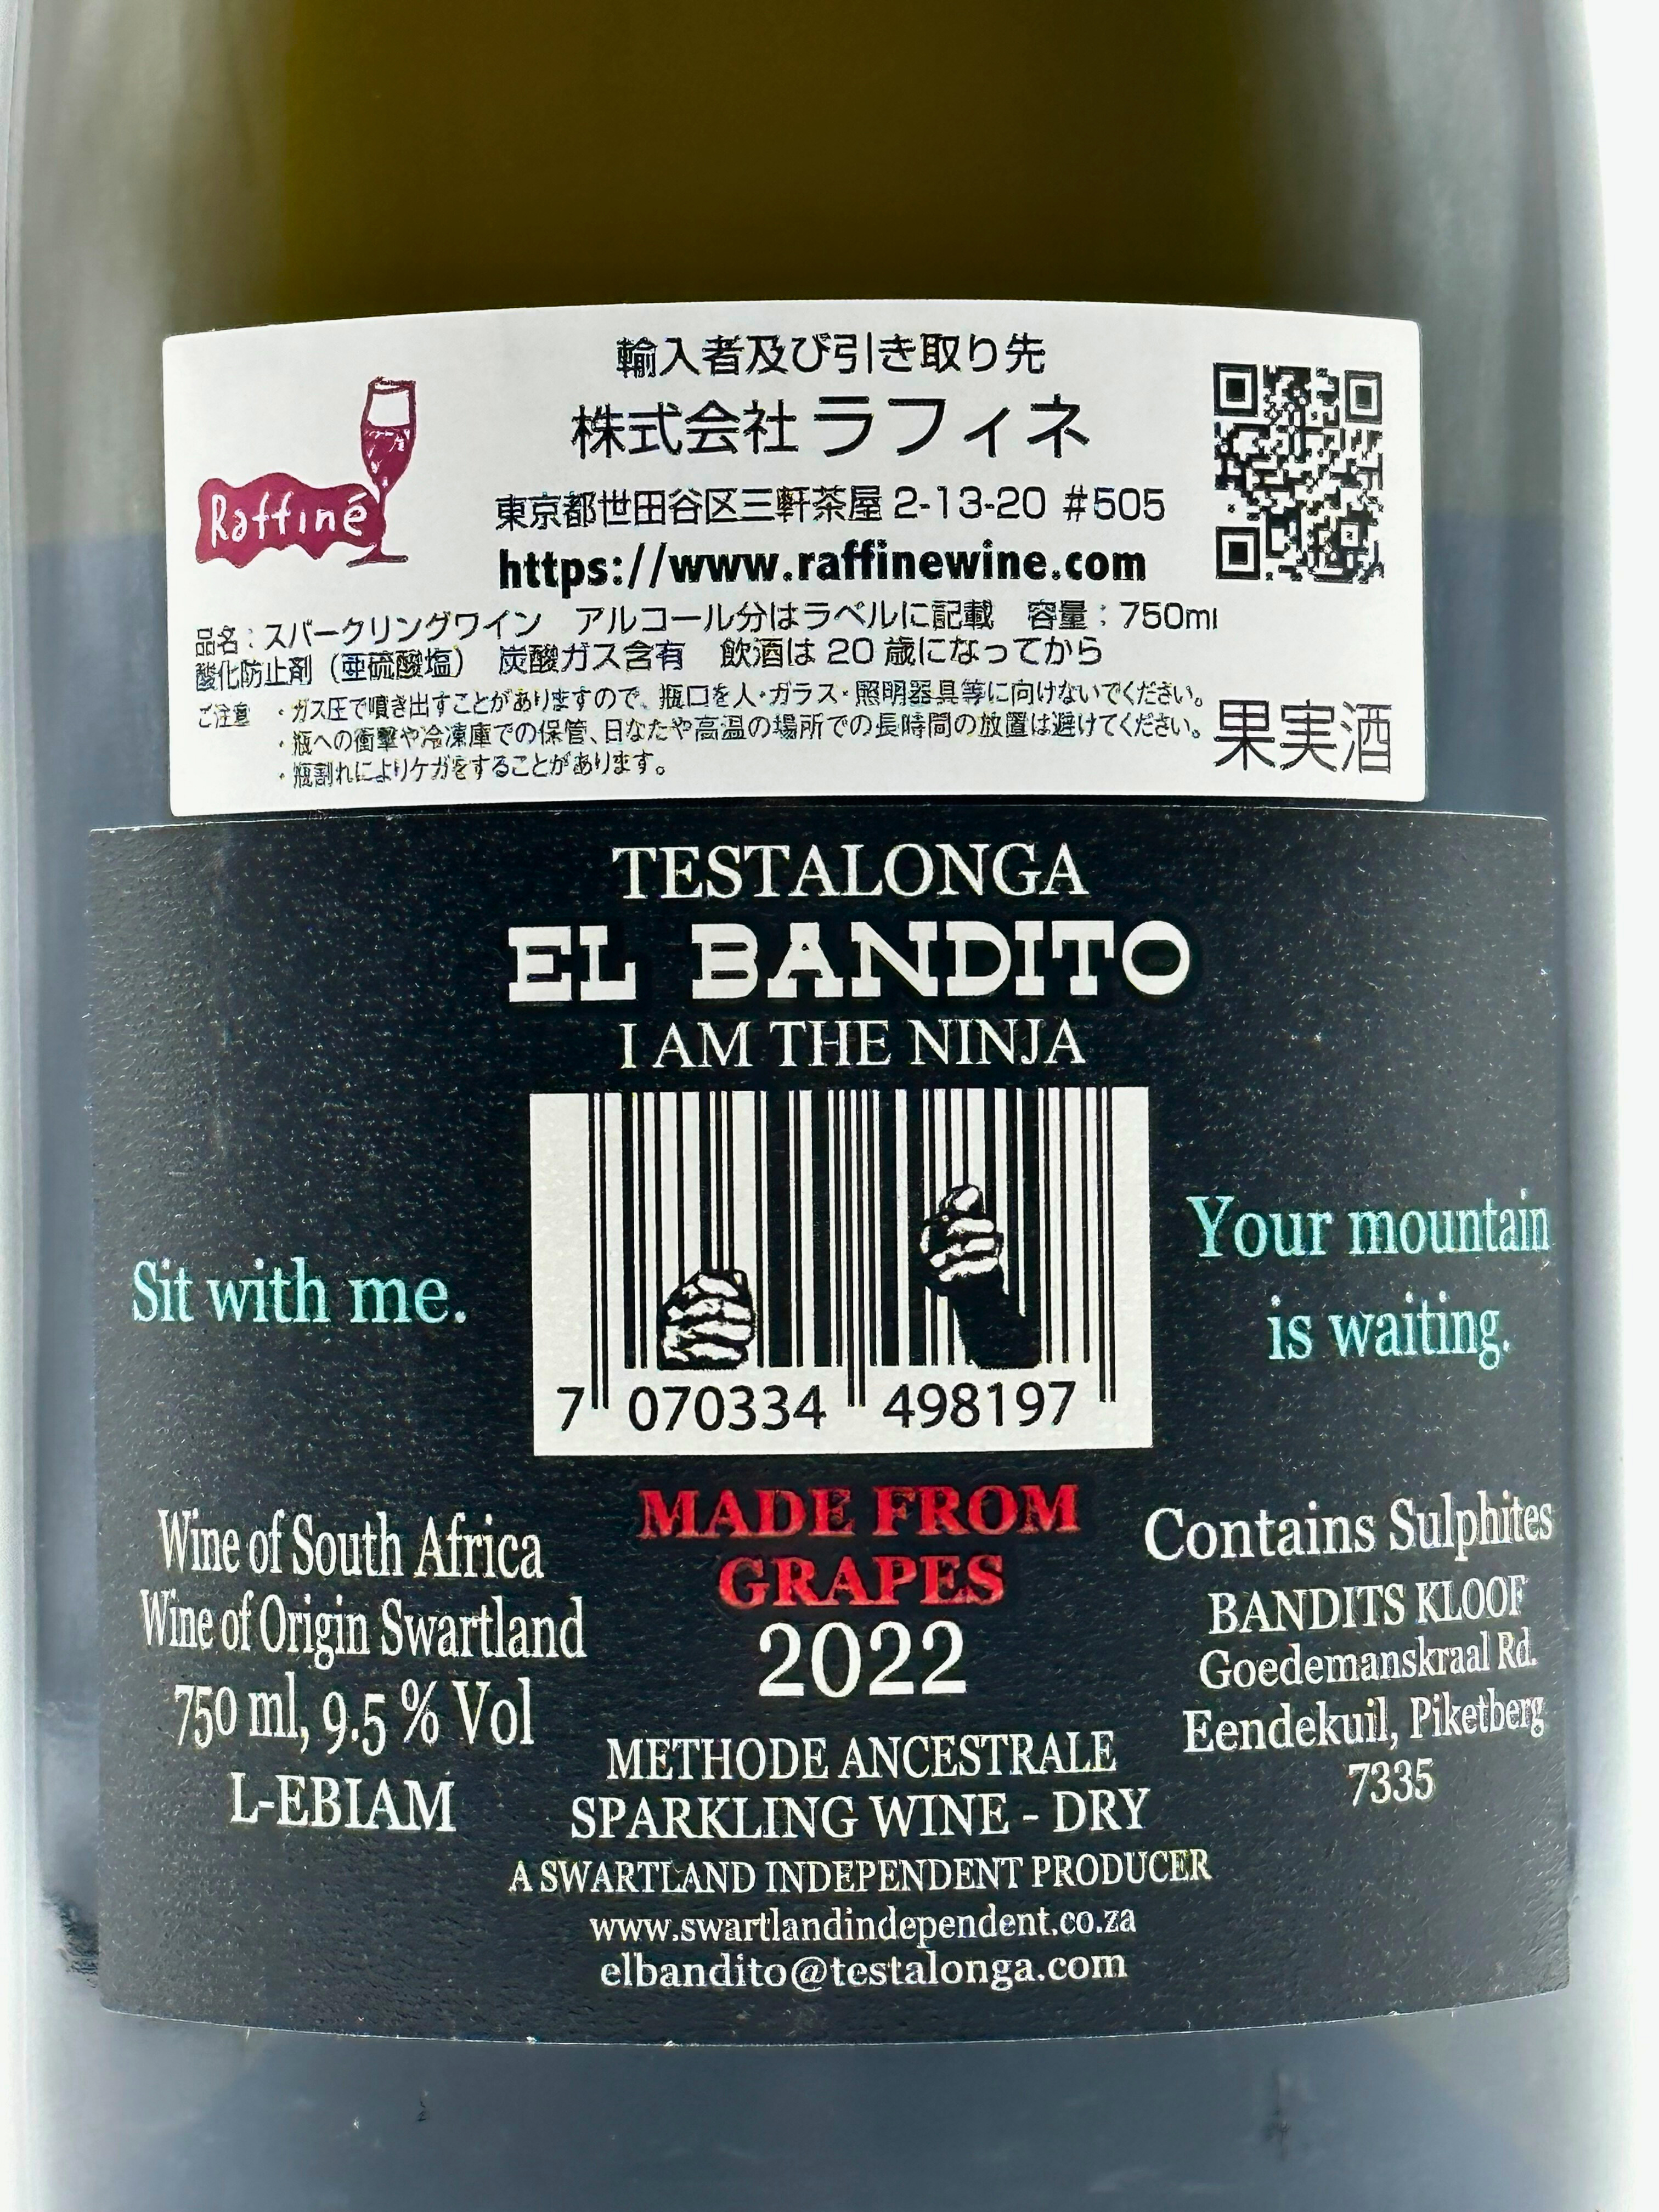 輸入者及び引き取り先
株式会社ラフィネ
Raffiné
東京都世田谷区三軒茶屋 2-13-20 #505
https://www.raffinewine.com
品名：スパークリングワイン　アルコール分はラベルに記載　容量：750ml
酸化防止剤（亜硫酸塩）　炭酸ガス含有　飲酒は 20 歳になってから
ご注意　・ガス圧で噴き出すことがありますので、瓶口を人・ガラス・照明器具等に向けないでください。
・瓶への衝撃や冷凍庫での保管、日なたや高温の場所での長時間の放置は避けてください。
・瓶割れによりケガをすることがあります。
果実酒
TESTALONGA
EL BANDITO
I AM THE NINJA
Sit with me.
Your mountain
is waiting.
7 070334 498197
MADE FROM
GRAPES
2022
Wine of South Africa
Wine of Origin Swartland
750 ml, 9.5 % Vol
L-EBIAM
Contains Sulphites
BANDITS KLOOF
Goedemanskraal Rd.
Eendekuil, Piketberg
7335
METHODE ANCESTRALE
SPARKLING WINE - DRY
A SWARTLAND INDEPENDENT PRODUCER
www.swartlandindependent.co.za
elbandito@testalonga.com